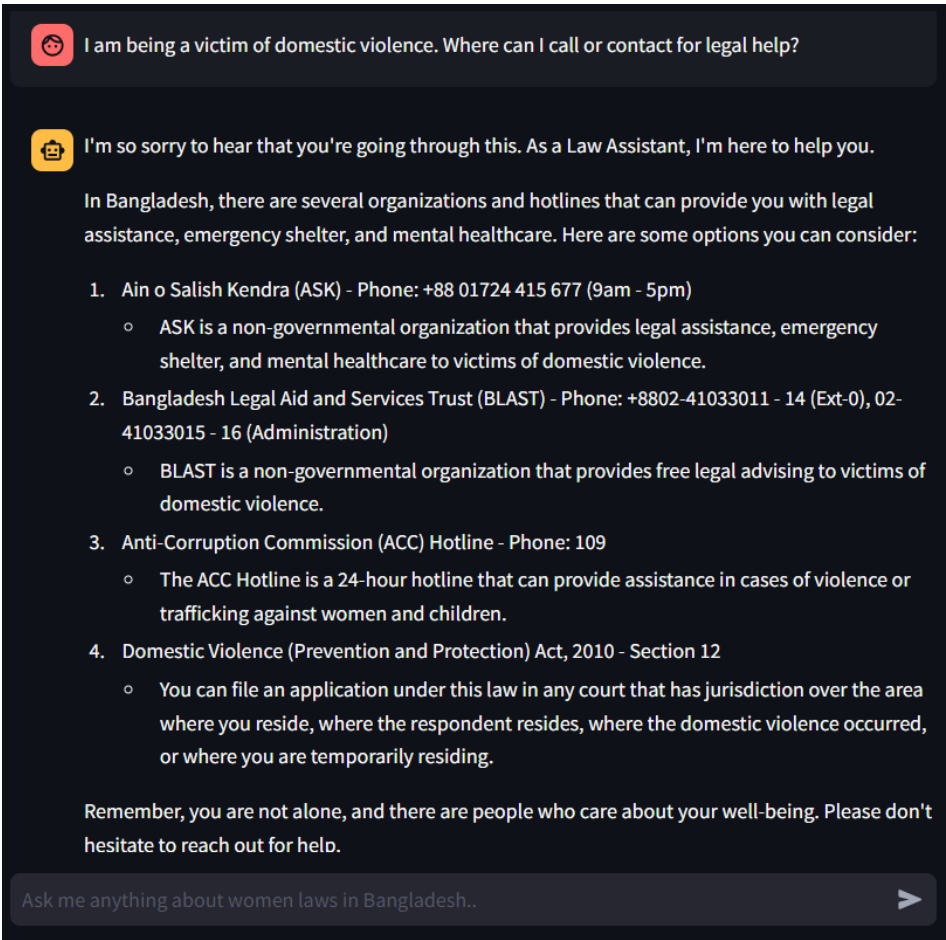 I am being a victim of domestic violence. Where can I call or contact for legal help?
I'm so sorry to hear that you're going through this. As a Law Assistant, I'm here to help you.
In Bangladesh, there are several organizations and hotlines that can provide you with legal
assistance, emergency shelter, and mental healthcare. Here are some options you can consider:
1. Ain o Salish Kendra (ASK) - Phone: +88 01724 415 677 (9am - 5pm)
◦ ASK is a non-governmental organization that provides legal assistance, emergency
shelter, and mental healthcare to victims of domestic violence.
2. Bangladesh Legal Aid and Services Trust (BLAST) - Phone: +8802-41033011 - 14 (Ext-0), 02-
41033015 - 16 (Administration)
◦ BLAST is a non-governmental organization that provides free legal advising to victims of
domestic violence.
3. Anti-Corruption Commission (ACC) Hotline - Phone: 109
◦ The ACC Hotline is a 24-hour hotline that can provide assistance in cases of violence or
trafficking against women and children.
4. Domestic Violence (Prevention and Protection) Act, 2010 - Section 12
◦ You can file an application under this law in any court that has jurisdiction over the area
where you reside, where the respondent resides, where the domestic violence occurred,
or where you are temporarily residing.
Remember, you are not alone, and there are people who care about your well-being. Please don't
hesitate to reach out for help.
Ask me anything about women laws in Bangladesh..